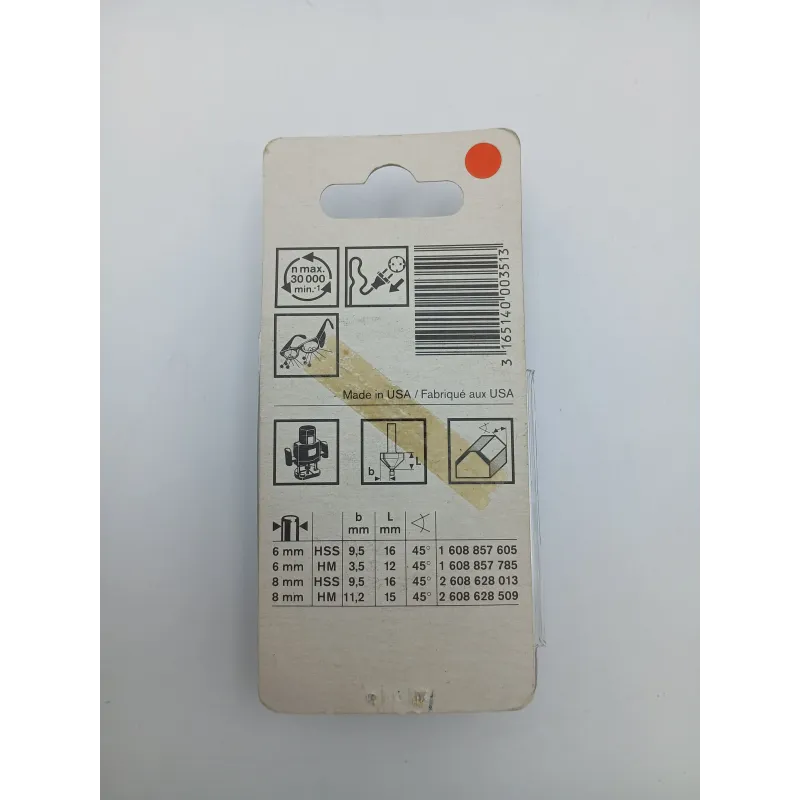 n max.
30 000
min.-1
3 165140 003513
Made in USA / Fabriqué aux USA
b
L
b L
mm mm
6 mm HSS 9,5 16 45° 1 608 857 605
6 mm HM 3,5 12 45° 1 608 857 785
8 mm HSS 9,5 16 45° 2 608 628 013
8 mm HM 11,2 15 45° 2 608 628 509